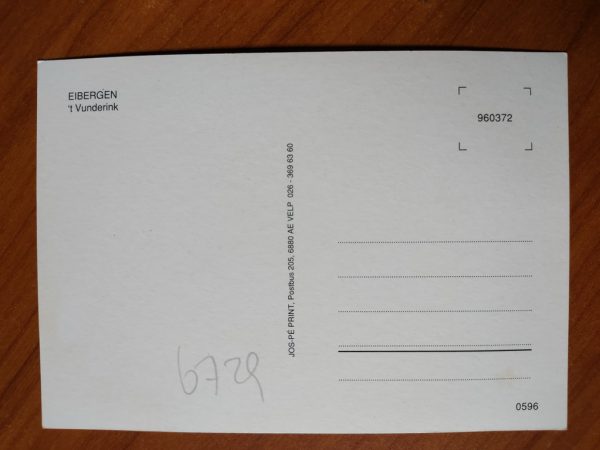 EIBERGEN
't Vunderink
960372
JOS-PÉ PRINT, Postbus 205, 6880 AE VELP 026 - 369 63 60
6729
0596